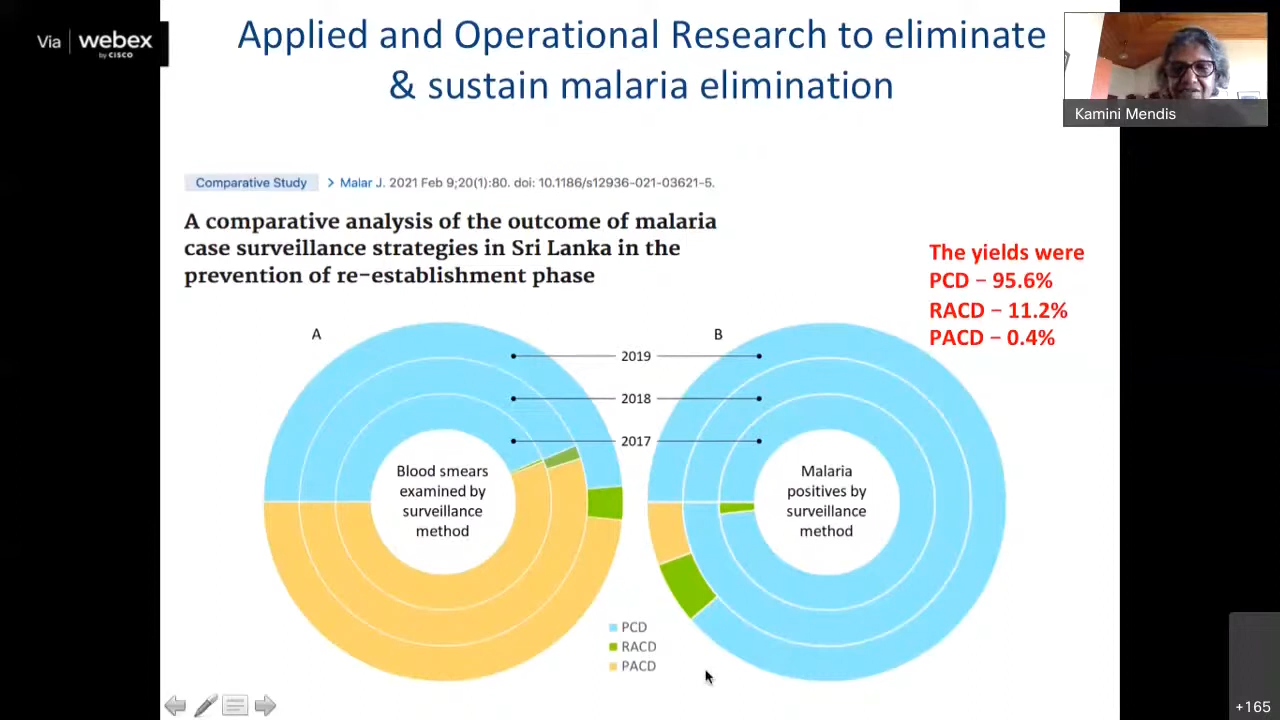 Via webex
by CISCO
Applied and Operational Research to eliminate
& sustain malaria elimination
Kamini Mendis
Comparative Study > Malar J. 2021 Feb 9;20(1):80. doi: 10.1186/s12936-021-03621-5.
A comparative analysis of the outcome of malaria
case surveillance strategies in Sri Lanka in the
prevention of re-establishment phase
The yields were
PCD – 95.6%
RACD – 11.2%
PACD – 0.4%
A
B
2019
2018
2017
Blood smears
examined by
surveillance
method
Malaria
positives by
surveillance
method
PCD
RACD
PACD
+165